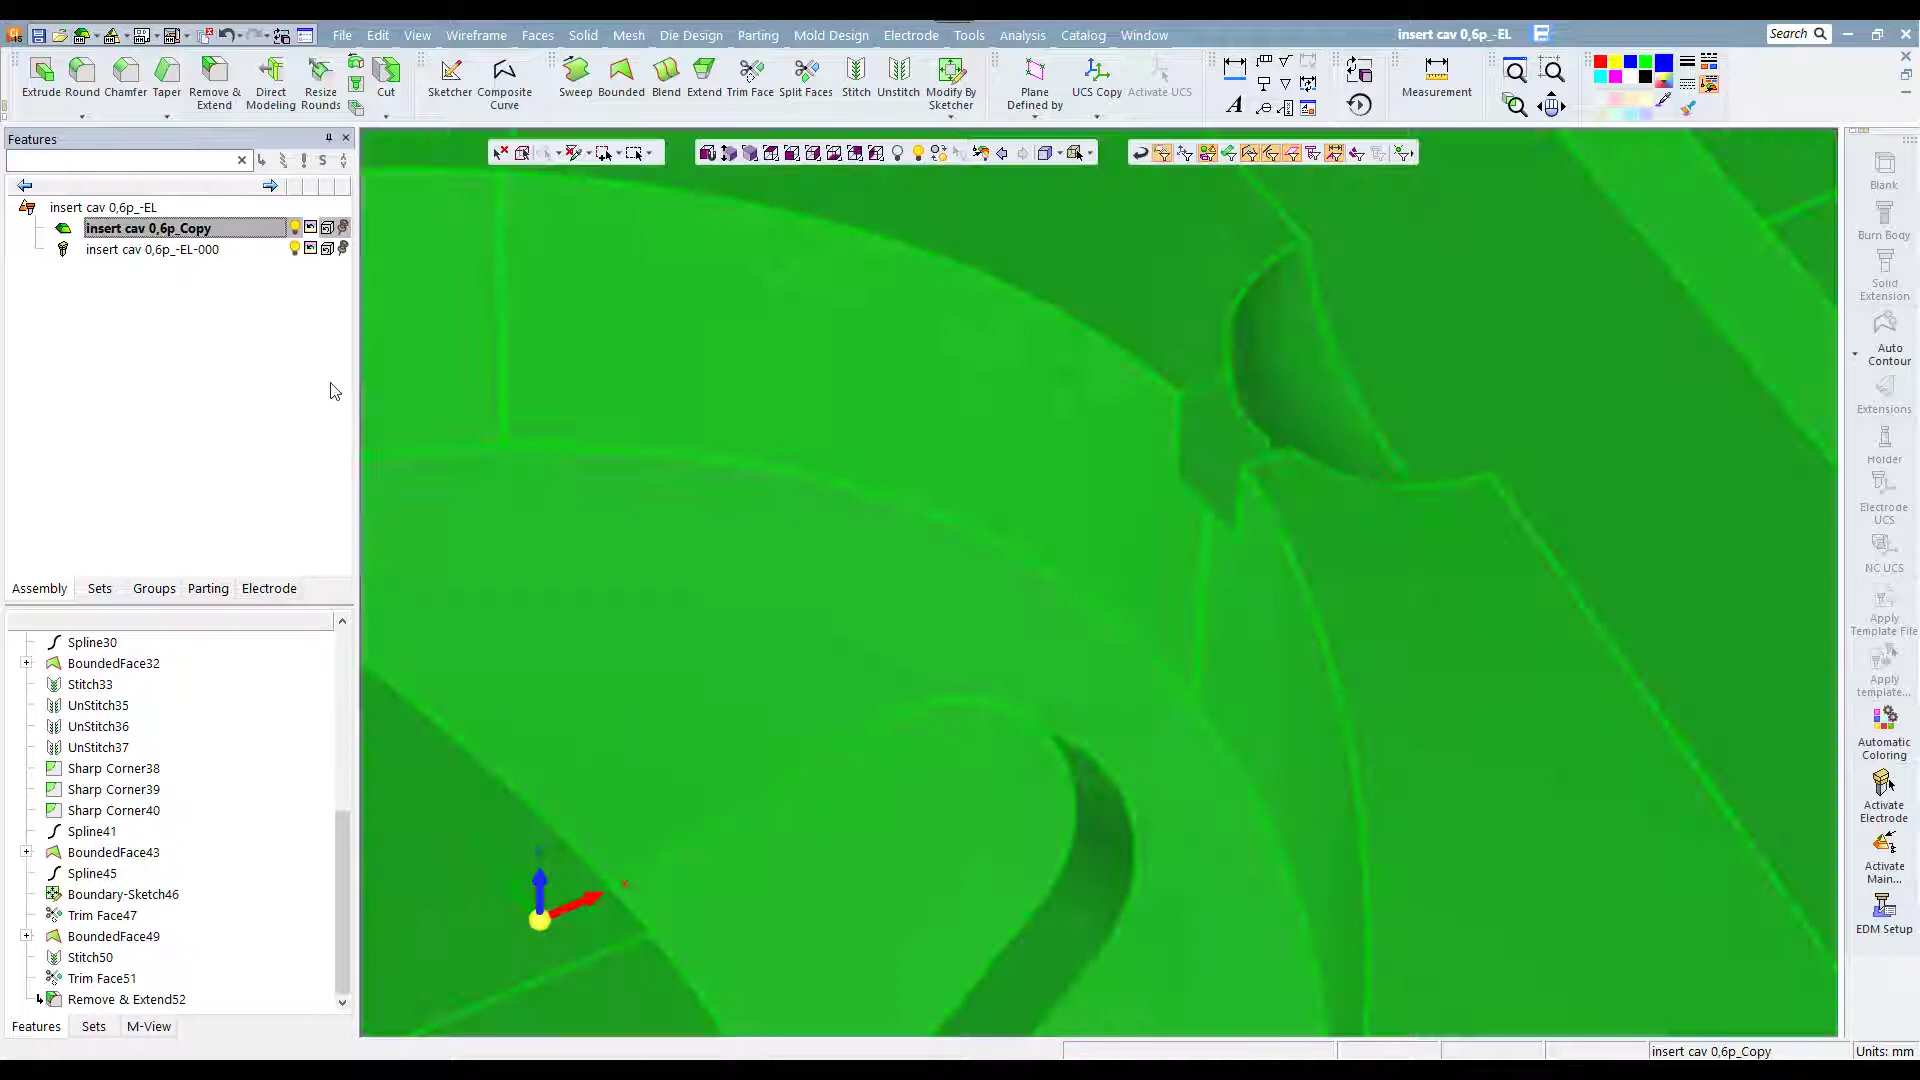 File Edit View Wireframe Faces Solid Mesh Die Design Parting Mold Design Electrode Tools Analysis Catalog Window
insert cav 0,6p_-EL
Search
Extrude Round Chamfer Taper Remove & Extend Direct Modeling Resize Rounds Cut Sketcher Composite Curve Sweep Bounded Blend Extend Trim Face Split Faces Stitch Unstitch Modify By Sketcher Plane Defined by UCS Copy Activate UCS Measurement
Features
insert cav 0,6p_-EL
insert cav 0,6p_Copy
insert cav 0,6p_-EL-000
Assembly Sets Groups Parting Electrode
Spline30
BoundedFace32
Stitch33
UnStitch35
UnStitch36
UnStitch37
Sharp Corner38
Sharp Corner39
Sharp Corner40
Spline41
BoundedFace43
Spline45
Boundary-Sketch46
Trim Face47
BoundedFace49
Stitch50
Trim Face51
Remove & Extend52
Features Sets M-View
Blank
Burn Body
Solid
Extension
Auto
Contour
Extensions
Holder
Electrode
UCS
NC UCS
Apply
Template File
Apply
template...
Automatic
Coloring
Activate
Electrode
Activate
Main...
EDM Setup
insert cav 0,6p_Copy
Units: mm